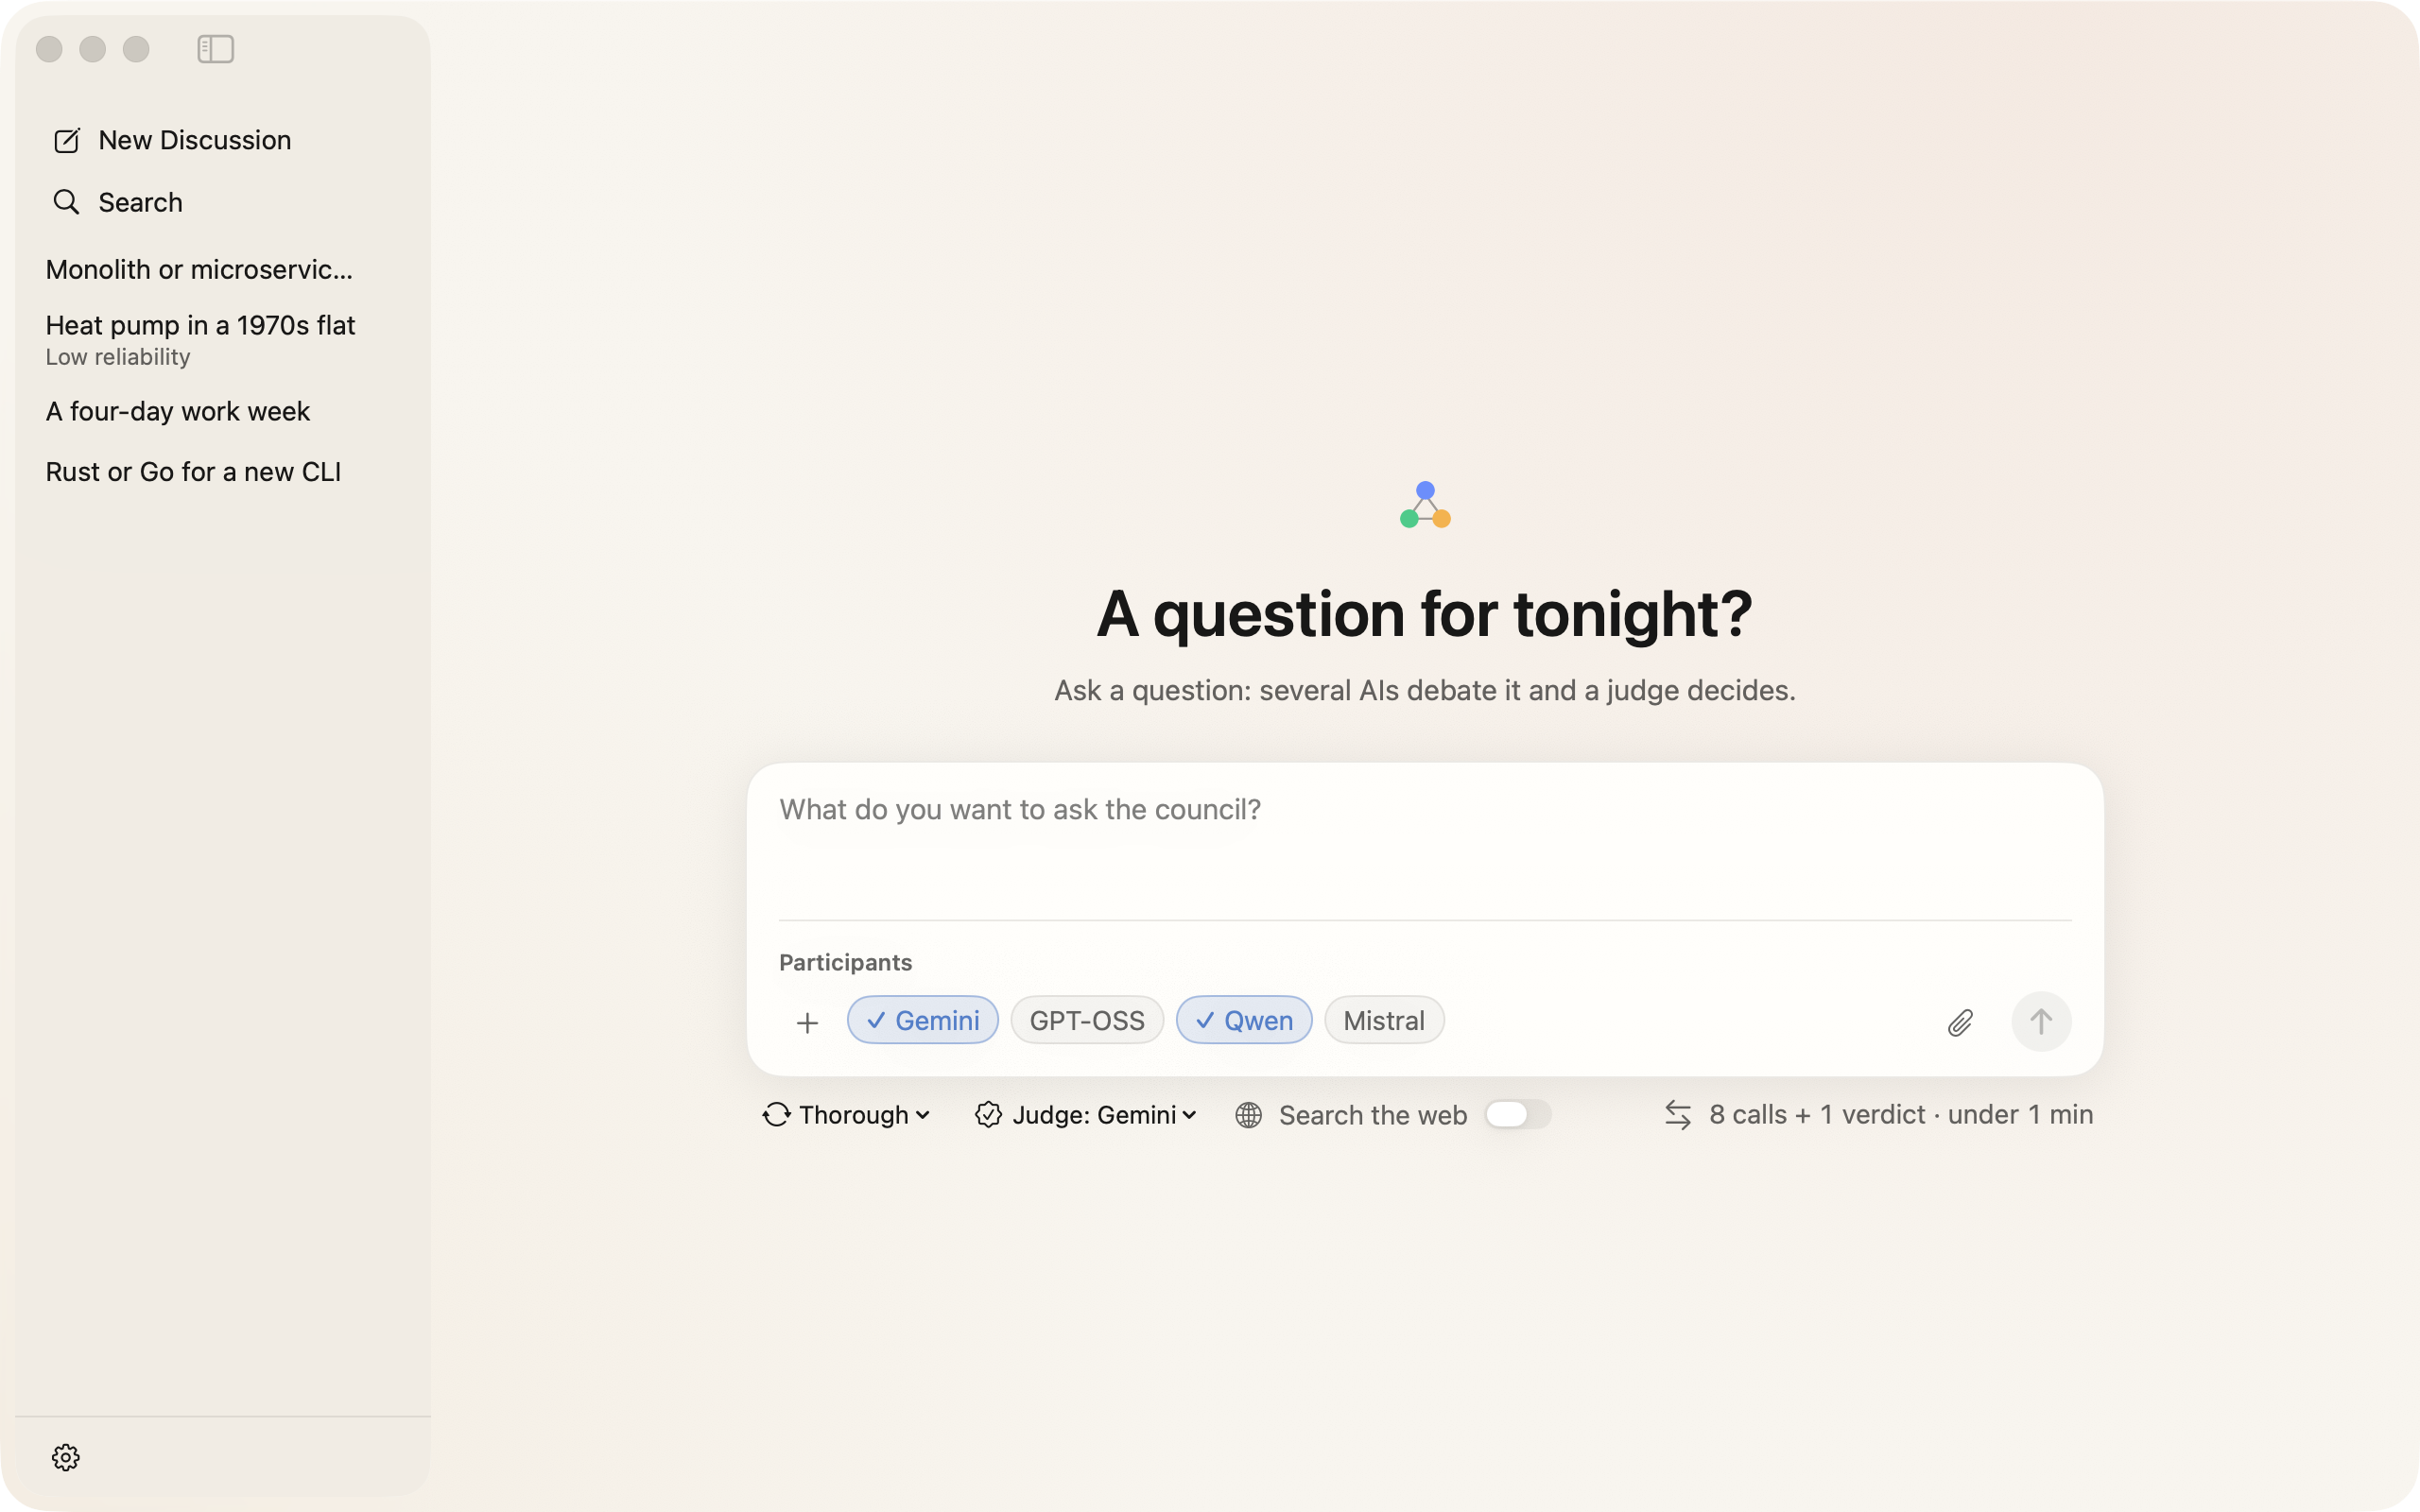 New Discussion
Search
Monolith or microservic...
Heat pump in a 1970s flat
Low reliability
A four-day work week
Rust or Go for a new CLI
A question for tonight?
Ask a question: several AIs debate it and a judge decides.
What do you want to ask the council?
Participants
Gemini GPT-OSS Qwen Mistral
Thorough Judge: Gemini Search the web 8 calls + 1 verdict · under 1 min